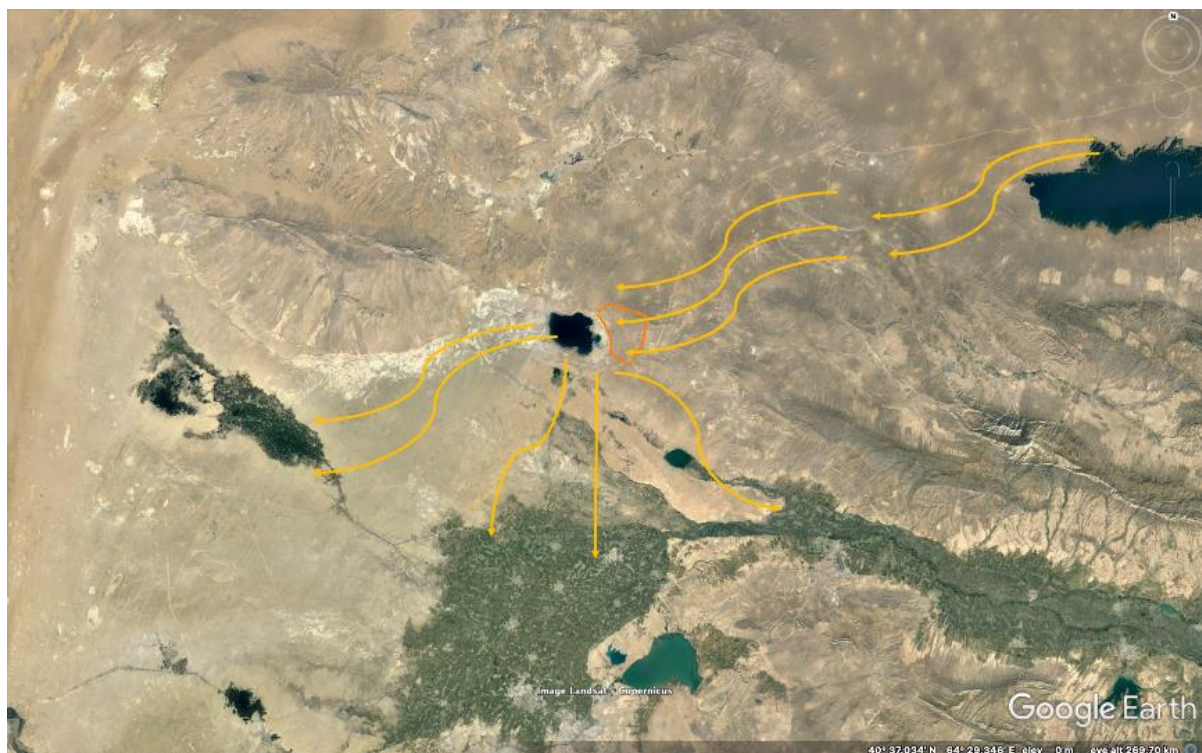 N
Image Landsat / Copernicus
Google Earth
40° 37.034' N 64° 29.346' E elev 0 m eye alt 269.70 km